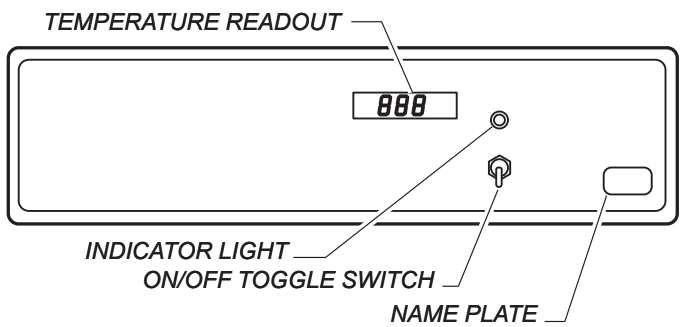 TEMPERATURE READOUT
888
INDICATOR LIGHT
ON/OFF TOGGLE SWITCH
NAME PLATE